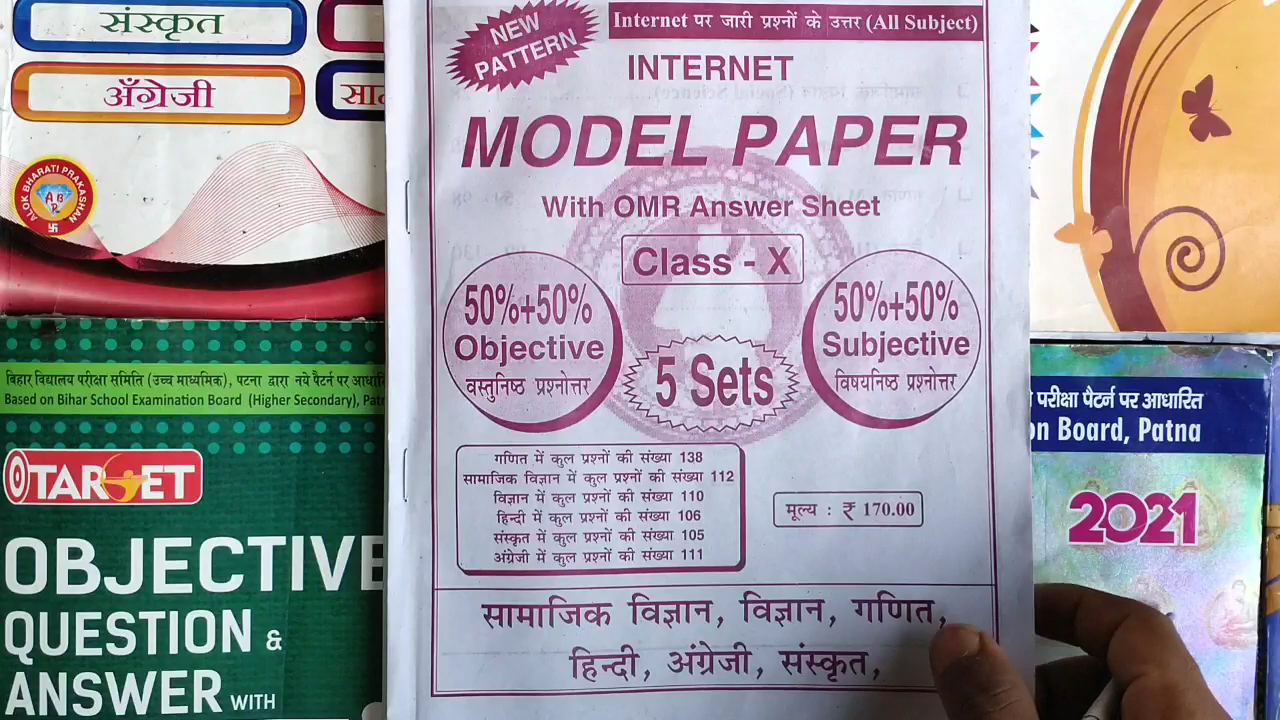 संस्कृत
अँग्रेजी
ALOK BHARATI PRAKASHAN
ABP
बिहार विद्यालय परीक्षा समिति (उच्च माध्यमिक), पटना द्वारा नये पैटर्न पर
Based on Bihar School Examination Board (Higher Secondary),
TARGET
OBJECTIVE
QUESTION &
ANSWER WITH
NEW
PATTERN
Internet पर जारी प्रश्नों के उत्तर (All Subject)
INTERNET
MODEL PAPER
With OMR Answer Sheet
Class - X
50%+50%
Objective
वस्तुनिष्ठ प्रश्नोत्तर
5 Sets
50%+50%
Subjective
विषयनिष्ठ प्रश्नोत्तर
गणित में कुल प्रश्नों की संख्या 138
सामाजिक विज्ञान में कुल प्रश्नों की संख्या 112
विज्ञान में कुल प्रश्नों की संख्या 110
हिन्दी में कुल प्रश्नों की संख्या 106
संस्कृत में कुल प्रश्नों की संख्या 105
अंग्रेजी में कुल प्रश्नों की संख्या 111
मूल्य : ₹ 170.00
सामाजिक विज्ञान, विज्ञान, गणित,
हिन्दी, अंग्रेजी, संस्कृत,
परीक्षा पैटर्न पर आधारित
on Board, Patna
2021